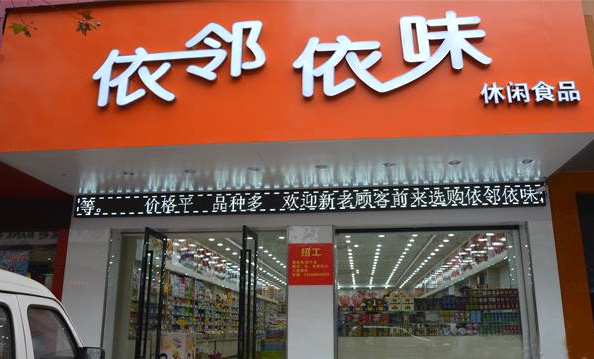 依邻依味
休闲食品
等。 价格平 品种多 欢迎新老顾客前来选购依邻依味
招工